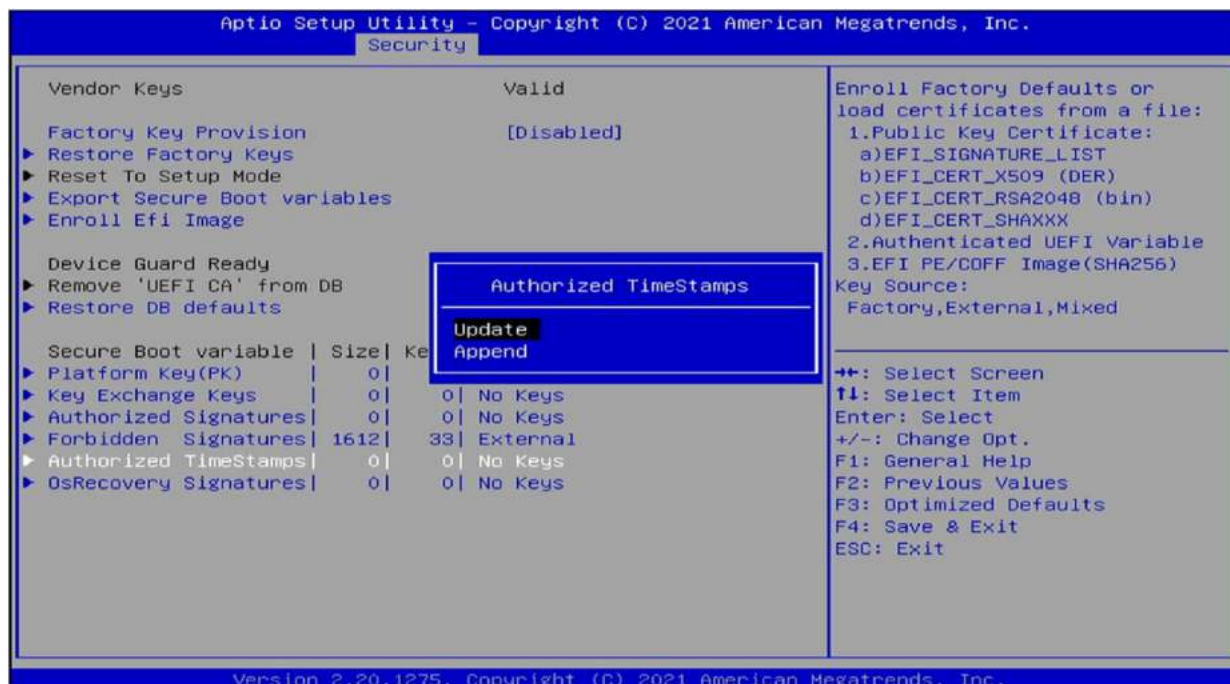 Aptio Setup Utility – Copyright (C) 2021 American Megatrends, Inc.
Security
Vendor Keys Valid
Factory Key Provision [Disabled]
Restore Factory Keys
Reset To Setup Mode
Export Secure Boot variables
Enroll Efi Image
Device Guard Ready
Remove 'UEFI CA' from DB
Restore DB defaults
Secure Boot variable | Size| Ke
Platform Key(PK) | 0|
Key Exchange Keys | 0| 0| No Keys
Authorized Signatures| 0| 0| No Keys
Forbidden Signatures| 1612| 33| External
Authorized TimeStamps| 0| 0| No Keys
OsRecovery Signatures| 0| 0| No Keys
Authorized TimeStamps
Update
Append
Enroll Factory Defaults or
load certificates from a file:
1.Public Key Certificate:
a)EFI_SIGNATURE_LIST
b)EFI_CERT_X509 (DER)
c)EFI_CERT_RSA2048 (bin)
d)EFI_CERT_SHAXXX
2.Authenticated UEFI Variable
3.EFI PE/COFF Image(SHA256)
Key Source:
Factory,External,Mixed
→←: Select Screen
↑↓: Select Item
Enter: Select
+/-: Change Opt.
F1: General Help
F2: Previous Values
F3: Optimized Defaults
F4: Save & Exit
ESC: Exit
Version 2.20.1275. Copyright (C) 2021 American Megatrends, Inc.